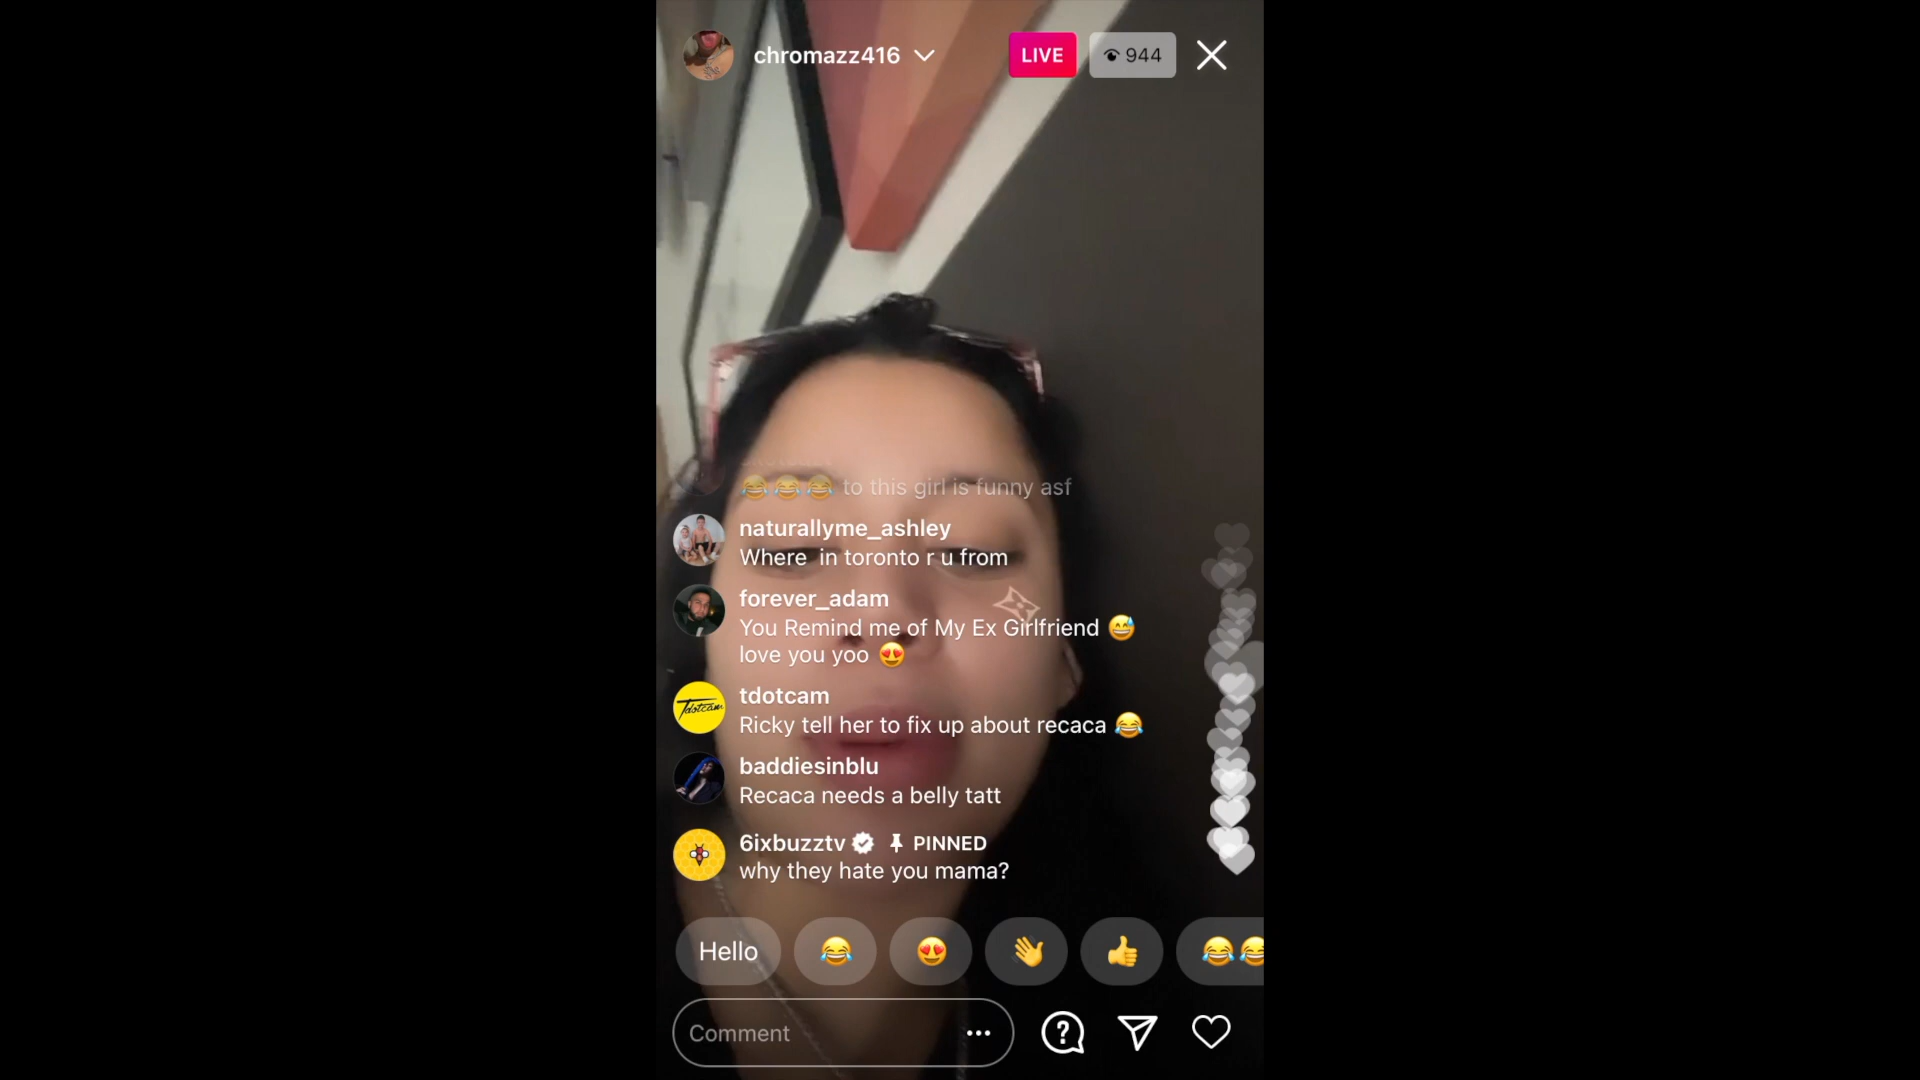 chromazz416
LIVE
944
😂😂😂 to this girl is funny asf
naturallyme_ashley
Where in toronto r u from
forever_adam
You Remind me of My Ex Girlfriend 😅
love you yoo 😍
Tdotcam
tdotcam
Ricky tell her to fix up about recaca 😂
baddiesinblu
Recaca needs a belly tatt
6ixbuzztv PINNED
why they hate you mama?
Hello 😂 😍 👋 👍 😂😂
Comment